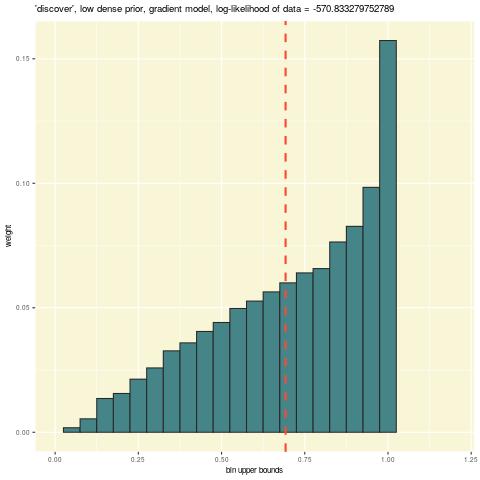 'discover', low dense prior, gradient model, log-likelihood of data = -570.833279752789
weight
0.15
0.10
0.05
0.00
0.00 0.25 0.50 0.75 1.00 1.25
bin upper bounds